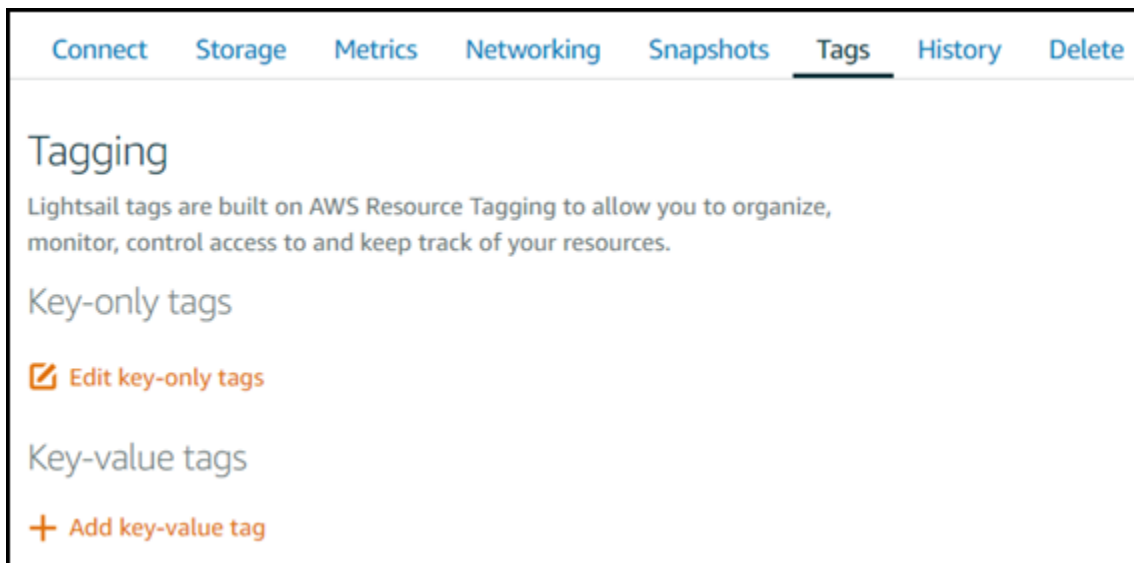 Connect Storage Metrics Networking Snapshots Tags History Delete
Tagging
Lightsail tags are built on AWS Resource Tagging to allow you to organize,
monitor, control access to and keep track of your resources.
Key-only tags
Edit key-only tags
Key-value tags
Add key-value tag